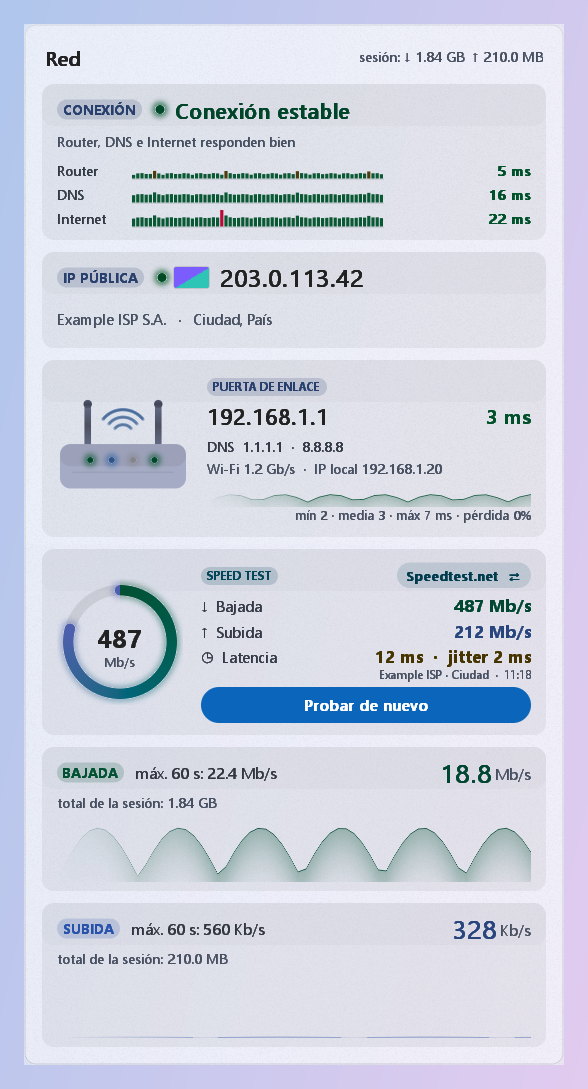 Red
sesión: ↓ 1.84 GB ↑ 210.0 MB
CONEXIÓN
Conexión estable
Router, DNS e Internet responden bien
Router 5 ms
DNS 16 ms
Internet 22 ms
IP PÚBLICA
203.0.113.42
Example ISP S.A. · Ciudad, País
PUERTA DE ENLACE
192.168.1.1 3 ms
DNS 1.1.1.1 · 8.8.8.8
Wi-Fi 1.2 Gb/s · IP local 192.168.1.20
mín 2 · media 3 · máx 7 ms · pérdida 0%
487
Mb/s
SPEED TEST
Speedtest.net ⇄
↓ Bajada 487 Mb/s
↑ Subida 212 Mb/s
Latencia 12 ms · jitter 2 ms
Example ISP · Ciudad · 11:18
Probar de nuevo
BAJADA máx. 60 s: 22.4 Mb/s 18.8 Mb/s
total de la sesión: 1.84 GB
SUBIDA máx. 60 s: 560 Kb/s 328 Kb/s
total de la sesión: 210.0 MB